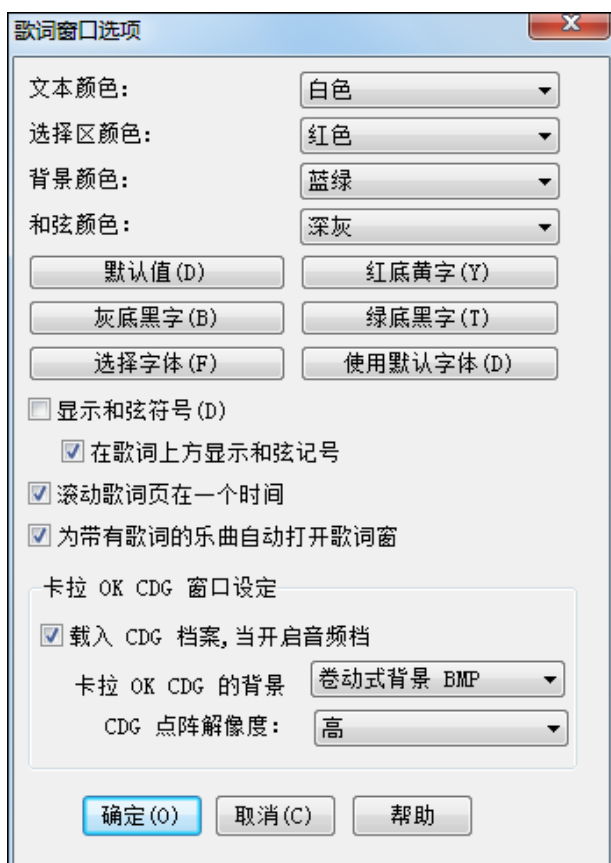 歌词窗口选项
文本颜色: 白色
选择区颜色: 红色
背景颜色: 蓝绿
和弦颜色: 深灰
默认值(D) 红底黄字(Y)
灰底黑字(B) 绿底黑字(T)
选择字体(F) 使用默认字体(D)
显示和弦符号(D)
在歌词上方显示和弦记号
滚动歌词页在一个时间
为带有歌词的乐曲自动打开歌词窗
卡拉 OK CDG 窗口设定
载入 CDG 档案,当开启音频档
卡拉 OK CDG 的背景 卷动式背景 BMP
CDG 点阵解像度: 高
确定(O) 取消(C) 帮助